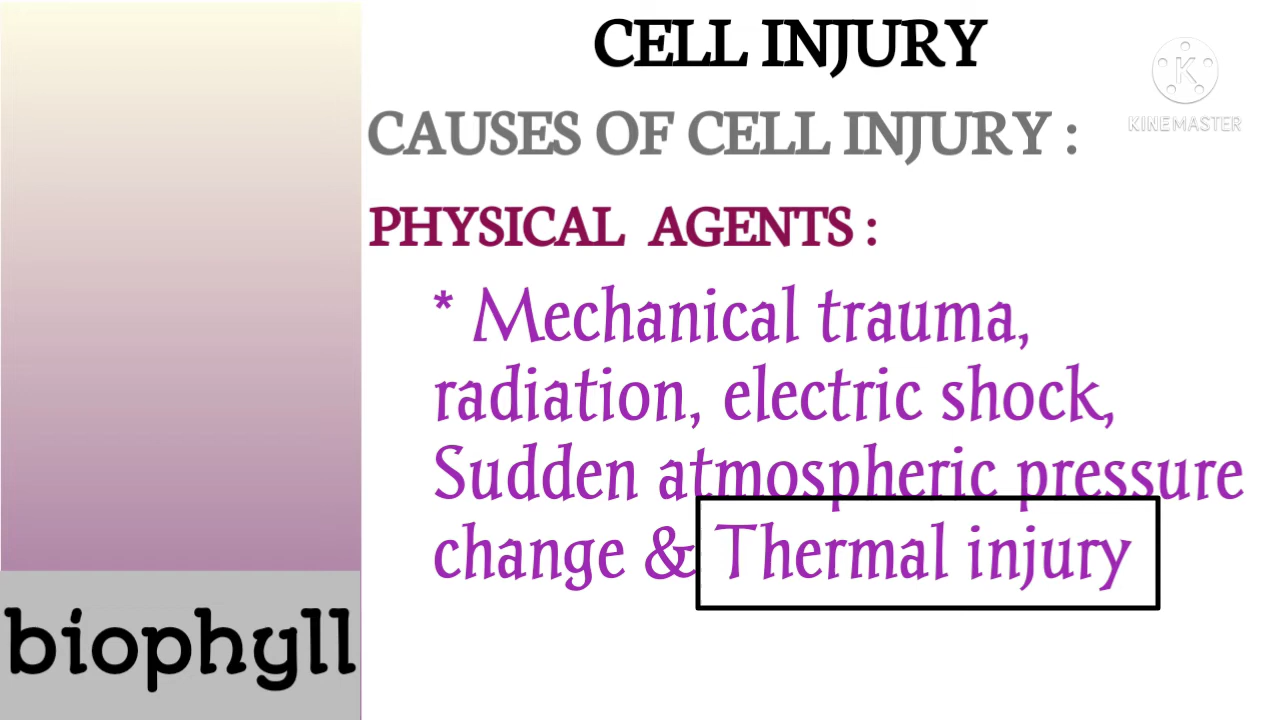 CELL INJURY
K
KINEMASTER
CAUSES OF CELL INJURY :
PHYSICAL AGENTS :
* Mechanical trauma,
radiation, electric shock,
Sudden atmospheric pressure
change & Thermal injury
biophyll